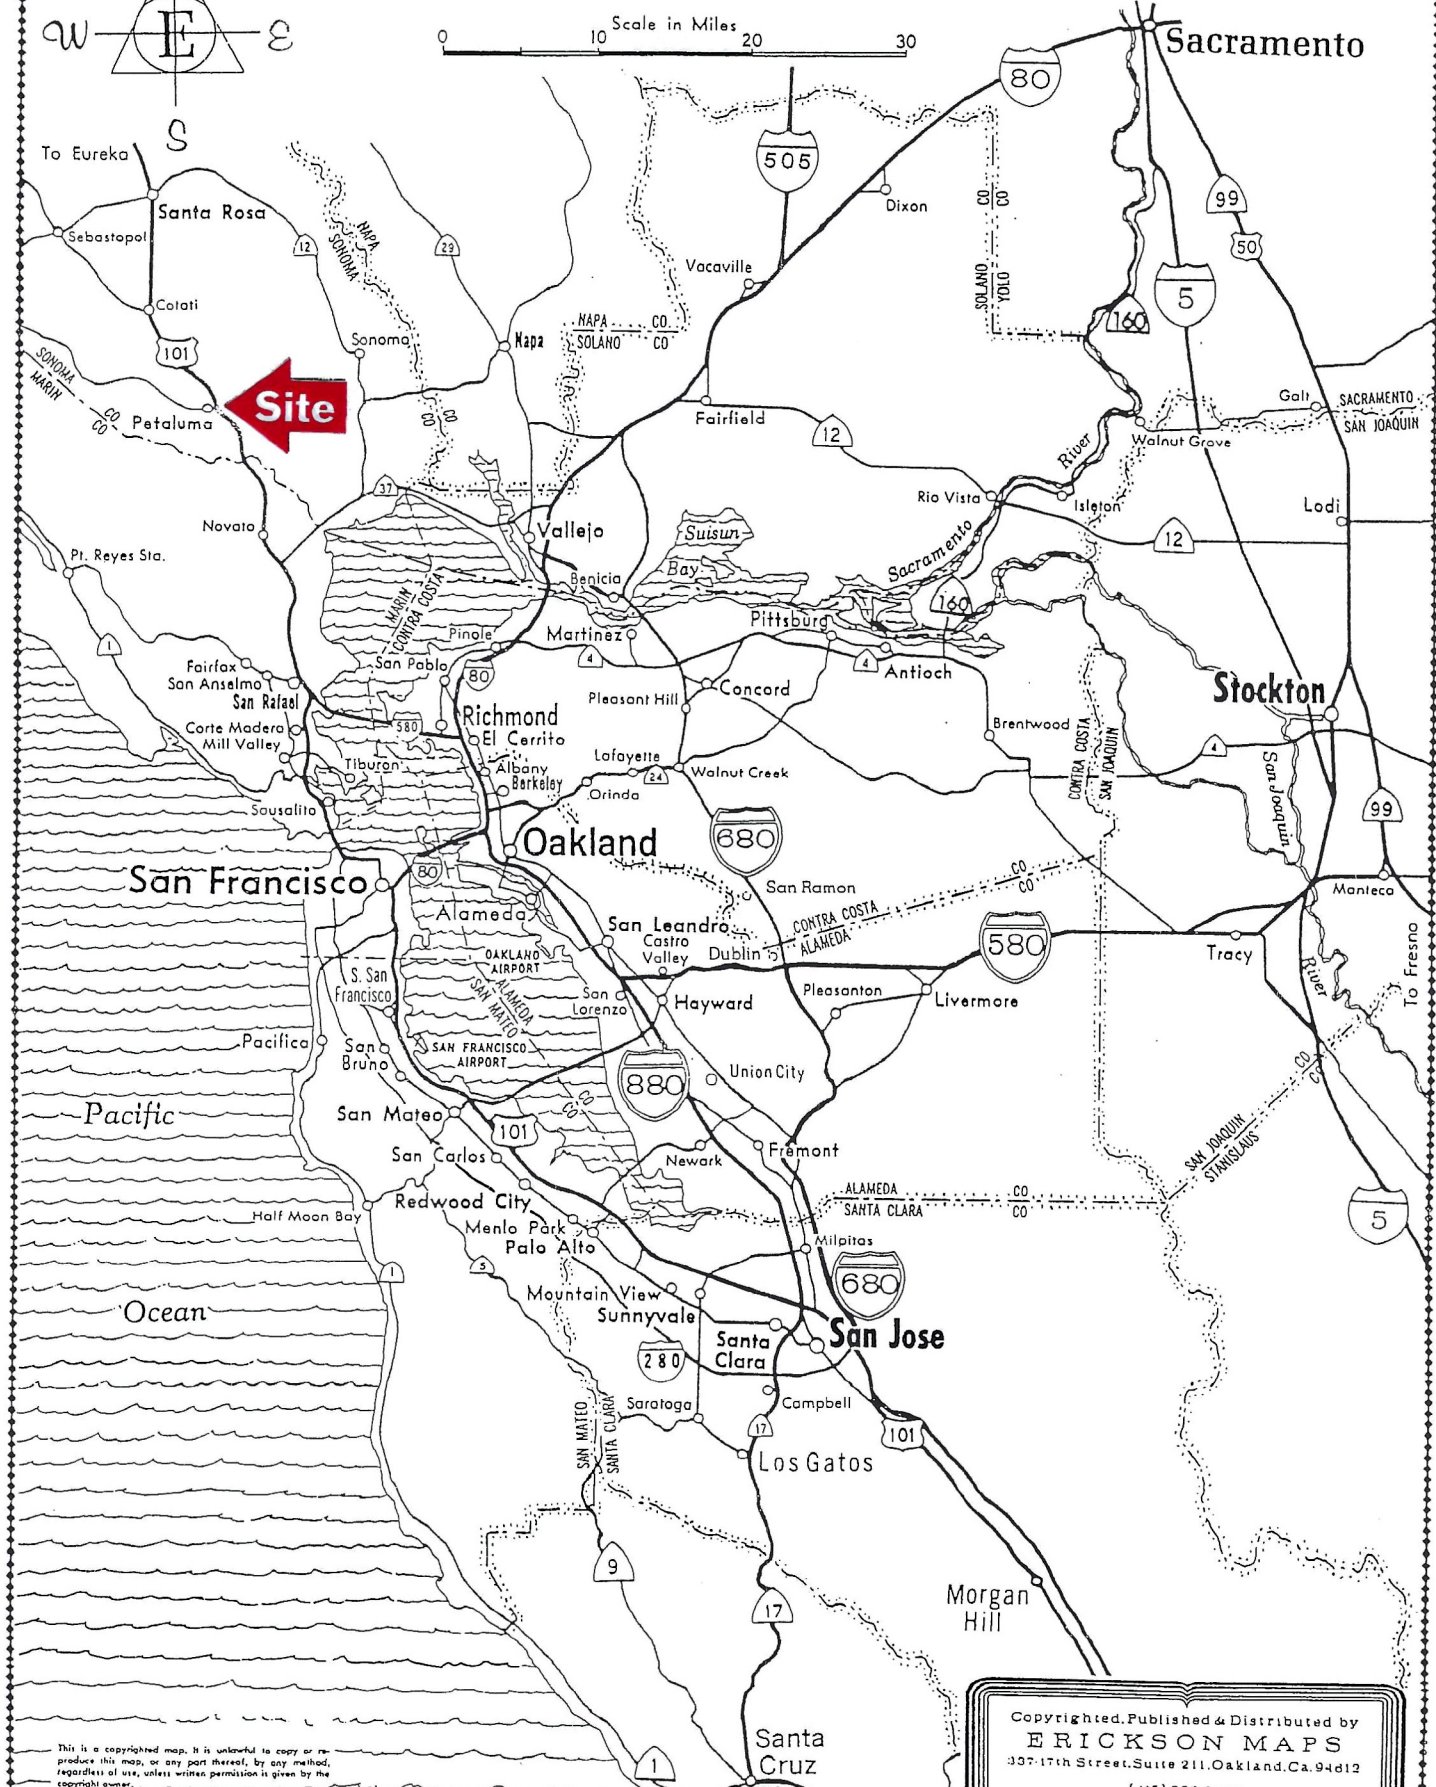 Scale in Miles
0 10 20 30
W E E
S
Sacramento
80
505
To Eureka
Santa Rosa
Sebastopol
12
NAPA
SONOMA
29
Dixon
CO
CO
99
50
Vacaville
SOLANO
YOLO
5
160
Cotati
101
Sonoma
Napa
NAPA CO.
SOLANO CO
SONOMA
MARIN
CO
CO
Site
Petaluma
CO
CO
Fairfield
12
Galt
SACRAMENTO
SAN JOAQUIN
Walnut Grove
River
37
Rio Vista
Isleton
Lodi
Novato
Vallejo
Suisun
Bay
Sacramento
12
Pt. Reyes Sta.
Benicia
MARIN
CONTRA COSTA
160
1
Pinole
Martinez
Pittsburg
4
4
Antioch
Fairfax
San Anselmo
San Rafael
San Pablo
80
Concord
Pleasant Hill
Stockton
Corte Madera
Mill Valley
580
Richmond
El Cerrito
Brentwood
CONTRA COSTA
SAN JOAQUIN
4
Tiburon
Albany
Berkeley
Lafayette
24
Walnut Creek
Orinda
San Joaquin
Sausalito
99
Oakland
680
San Francisco
80
San Ramon
CO
CO
Manteca
Alameda
San Leandro
Castro
Valley
Dublin
CONTRA COSTA
ALAMEDA
580
Tracy
OAKLAND
AIRPORT
River
To Fresno
S. San
Francisco
ALAMEDA
SAN MATEO
San
Lorenzo
Hayward
Pleasanton
Livermore
Pacifica
San
Bruno
SAN FRANCISCO
AIRPORT
880
Union City
CO
CO
CO
CO
Pacific
San Mateo
101
San Carlos
Newark
Fremont
SAN JOAQUIN
STANISLAUS
Redwood City
Half Moon Bay
ALAMEDA CO
SANTA CLARA CO
5
Menlo Park
Palo Alto
Milpitas
1
5
680
Ocean
Mountain View
Sunnyvale
San Jose
Santa
Clara
280
Saratoga
Campbell
SAN MATEO
SANTA CLARA
17
101
Los Gatos
9
Morgan
Hill
17
Santa
Cruz
1
Copyrighted, Published & Distributed by
ERICKSON MAPS
337-17th Street, Suite 211, Oakland, Ca. 94612
This is a copyrighted map. It is unlawful to copy or re-
produce this map, or any part thereof, by any method,
regardless of use, unless written permission is given by the
copyright owner.